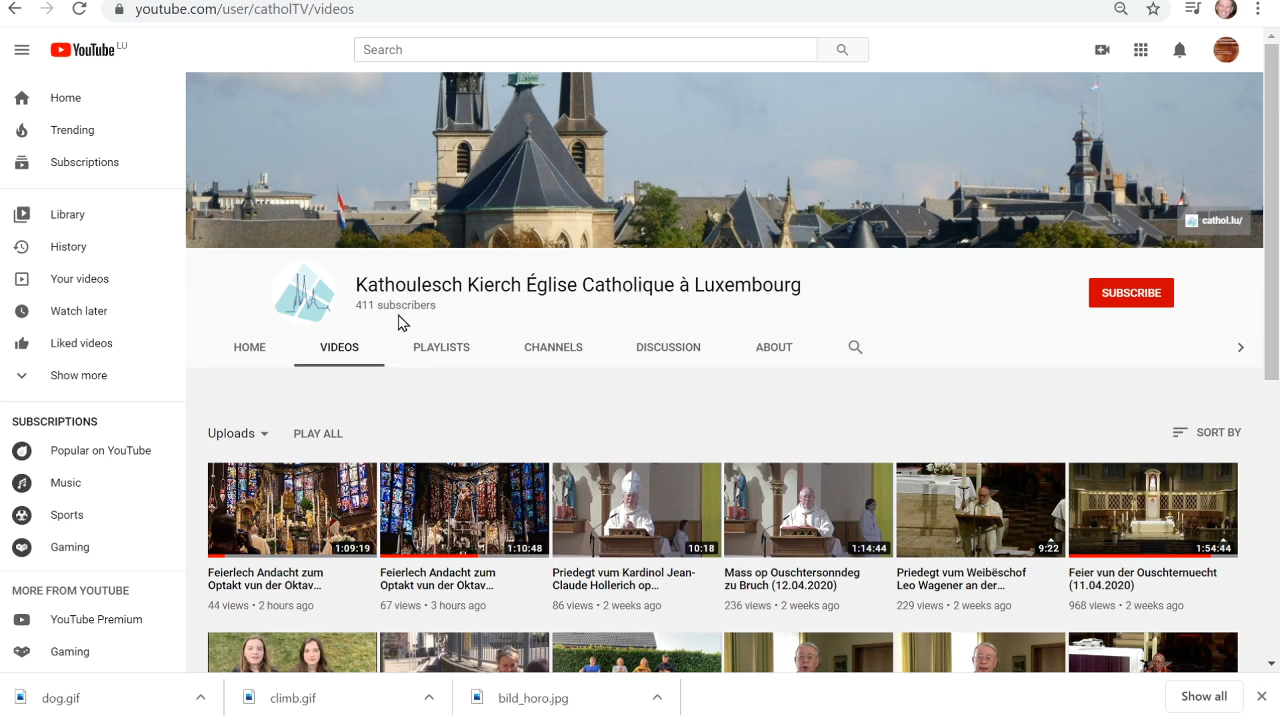 youtube.com/user/catholTV/videos
YouTube LU
Search
Home
Trending
Subscriptions
Library
History
Your videos
Watch later
Liked videos
Show more
SUBSCRIPTIONS
Popular on YouTube
Music
Sports
Gaming
MORE FROM YOUTUBE
YouTube Premium
Gaming
cathol.lu/
Kathoulesch Kierch Église Catholique à Luxembourg
411 subscribers
SUBSCRIBE
HOME VIDEOS PLAYLISTS CHANNELS DISCUSSION ABOUT
Uploads PLAY ALL SORT BY
1:09:19 1:10:48 10:18 1:14:44 9:22 1:54:44
Feierlech Andacht zum
Optakt vun der Oktav...
44 views • 2 hours ago
Feierlech Andacht zum
Optakt vun der Oktav...
67 views • 3 hours ago
Priedegt vum Kardinol Jean-
Claude Hollerich op...
86 views • 2 weeks ago
Mass op Ouschtersonndeg
zu Bruch (12.04.2020)
236 views • 2 weeks ago
Priedegt vum Weibëschof
Leo Wagener an der...
229 views • 2 weeks ago
Feier vun der Ouschternuecht
(11.04.2020)
968 views • 2 weeks ago
dog.gif climb.gif bild_horo.jpg Show all